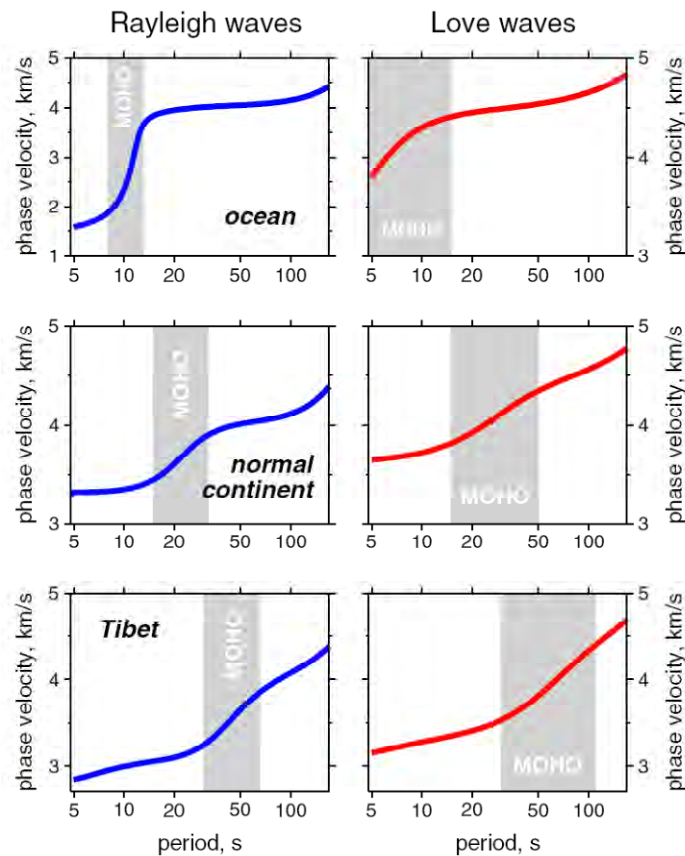 Rayleigh waves
Love waves
phase velocity, km/s
5
4
3
2
1
MOHO
ocean
5 10 20 50 100
5
4
3
phase velocity, km/s
MOHO
5 10 20 50 100
phase velocity, km/s
5
4
3
MOHO
normal
continent
5 10 20 50 100
5
4
3
phase velocity, km/s
MOHO
5 10 20 50 100
phase velocity, km/s
5
4
3
Tibet
MOHO
5 10 20 50 100
period, s
5
4
3
phase velocity, km/s
MOHO
5 10 20 50 100
period, s